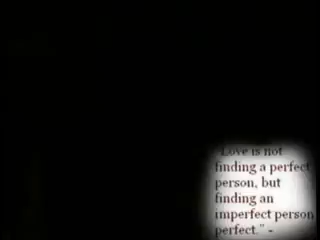 "Love is not
finding a perfect
person, but
finding an
imperfect person
perfect." -